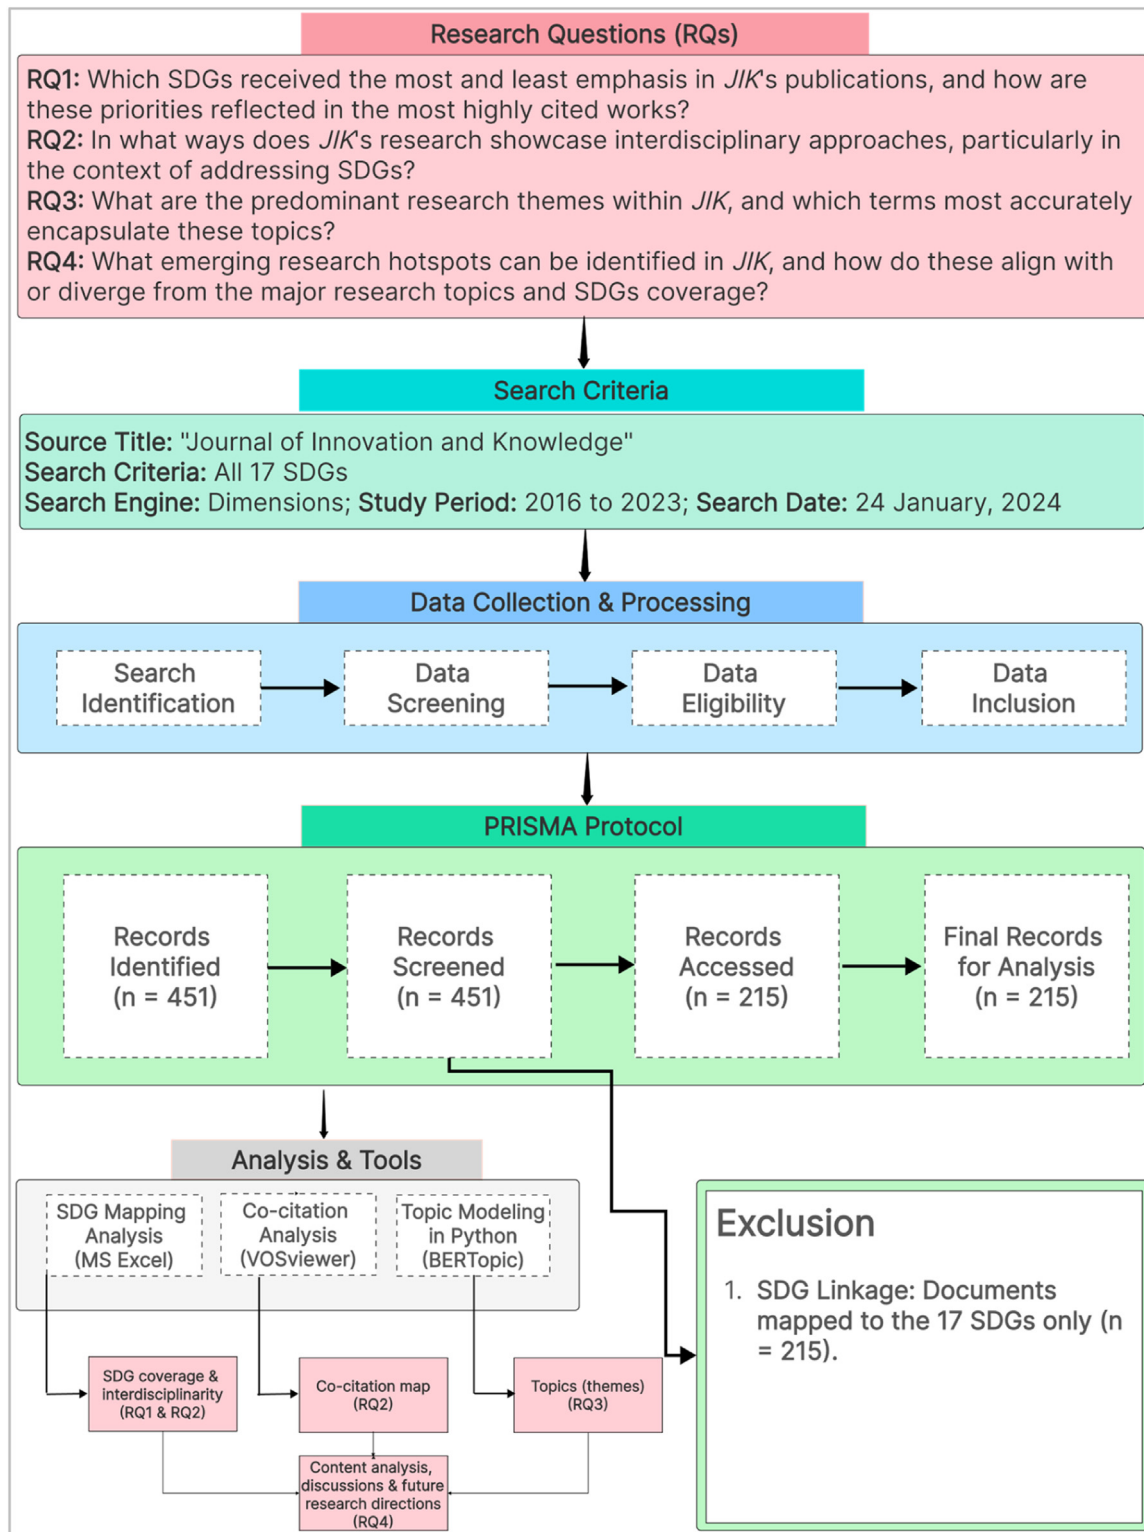 Research Questions (RQs)
RQ1: Which SDGs received the most and least emphasis in JIK's publications, and how are
these priorities reflected in the most highly cited works?
RQ2: In what ways does JIK's research showcase interdisciplinary approaches, particularly in
the context of addressing SDGs?
RQ3: What are the predominant research themes within JIK, and which terms most accurately
encapsulate these topics?
RQ4: What emerging research hotspots can be identified in JIK, and how do these align with
or diverge from the major research topics and SDGs coverage?
Search Criteria
Source Title: "Journal of Innovation and Knowledge"
Search Criteria: All 17 SDGs
Search Engine: Dimensions; Study Period: 2016 to 2023; Search Date: 24 January, 2024
Data Collection & Processing
Search
Identification
Data
Screening
Data
Eligibility
Data
Inclusion
PRISMA Protocol
Records
Identified
(n = 451)
Records
Screened
(n = 451)
Records
Accessed
(n = 215)
Final Records
for Analysis
(n = 215)
Analysis & Tools
SDG Mapping
Analysis
(MS Excel)
Co-citation
Analysis
(VOSviewer)
Topic Modeling
in Python
(BERTopic)
SDG coverage &
interdisciplinarity
(RQ1 & RQ2)
Co-citation map
(RQ2)
Topics (themes)
(RQ3)
Content analysis,
discussions & future
research directions
(RQ4)
Exclusion
1. SDG Linkage: Documents
mapped to the 17 SDGs only (n
= 215).